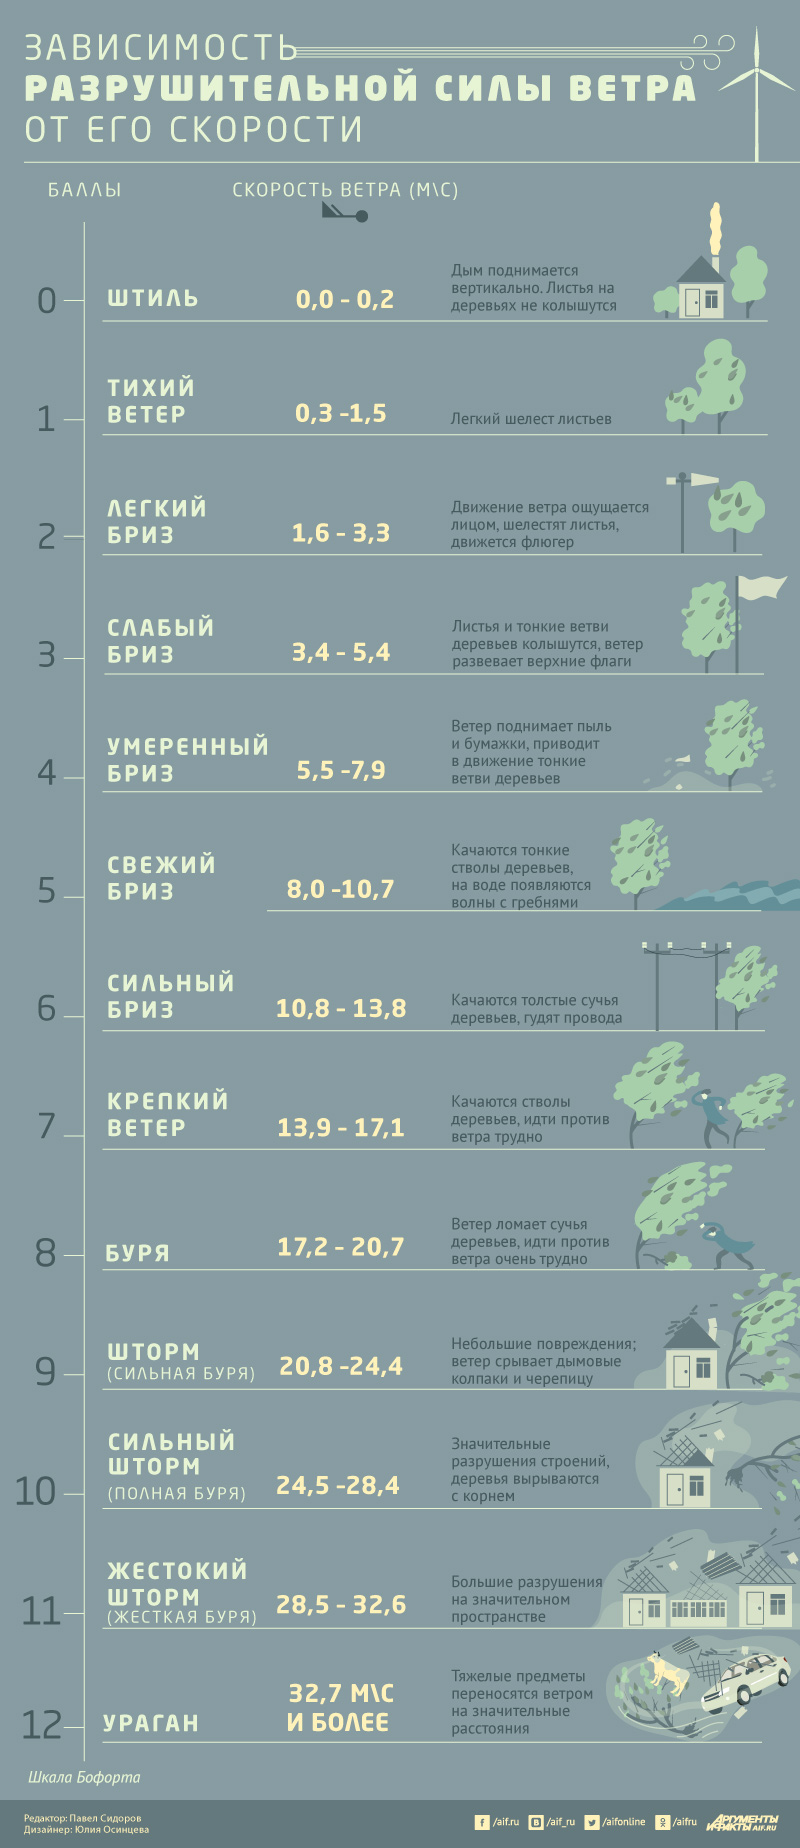 ЗАВИСИМОСТЬ
РАЗРУШИТЕЛЬНОЙ СИЛЫ ВЕТРА
ОТ ЕГО СКОРОСТИ
БАЛЛЫ
СКОРОСТЬ ВЕТРА (М\С)
0
ШТИЛЬ
0,0 – 0,2
Дым поднимается
вертикально. Листья на
деревьях не колышутся
1
ТИХИЙ
ВЕТЕР
0,3 –1,5
Легкий шелест листьев
2
ЛЕГКИЙ
БРИЗ
1,6 – 3,3
Движение ветра ощущается
лицом, шелестят листья,
движется флюгер
3
СЛАБЫЙ
БРИЗ
3,4 – 5,4
Листья и тонкие ветви
деревьев колышутся, ветер
развевает верхние флаги
4
УМЕРЕННЫЙ
БРИЗ
5,5 –7,9
Ветер поднимает пыль
и бумажки, приводит
в движение тонкие
ветви деревьев
5
СВЕЖИЙ
БРИЗ
8,0 –10,7
Качаются тонкие
стволы деревьев,
на воде появляются
волны с гребнями
6
СИЛЬНЫЙ
БРИЗ
10,8 – 13,8
Качаются толстые сучья
деревьев, гудят провода
7
КРЕПКИЙ
ВЕТЕР
13,9 – 17,1
Качаются стволы
деревьев, идти против
ветра трудно
8
БУРЯ
17,2 – 20,7
Ветер ломает сучья
деревьев, идти против
ветра очень трудно
9
ШТОРМ
(СИЛЬНАЯ БУРЯ)
20,8 –24,4
Небольшие повреждения;
ветер срывает дымовые
колпаки и черепицу
10
СИЛЬНЫЙ
ШТОРМ
(ПОЛНАЯ БУРЯ)
24,5 –28,4
Значительные
разрушения строений,
деревья вырываются
с корнем
11
ЖЕСТОКИЙ
ШТОРМ
(ЖЕСТКАЯ БУРЯ)
28,5 – 32,6
Большие разрушения
на значительном
пространстве
12
УРАГАН
32,7 М\С
И БОЛЕЕ
Тяжелые предметы
переносятся ветром
на значительные
расстояния
Шкала Бофорта
Редактор: Павел Сидоров
Дизайнер: Юлия Осинцева
/aif.ru
/aif_ru
/aifonline
/aifru
АРГУМЕНТЫ
И ФАКТЫ AIF.RU